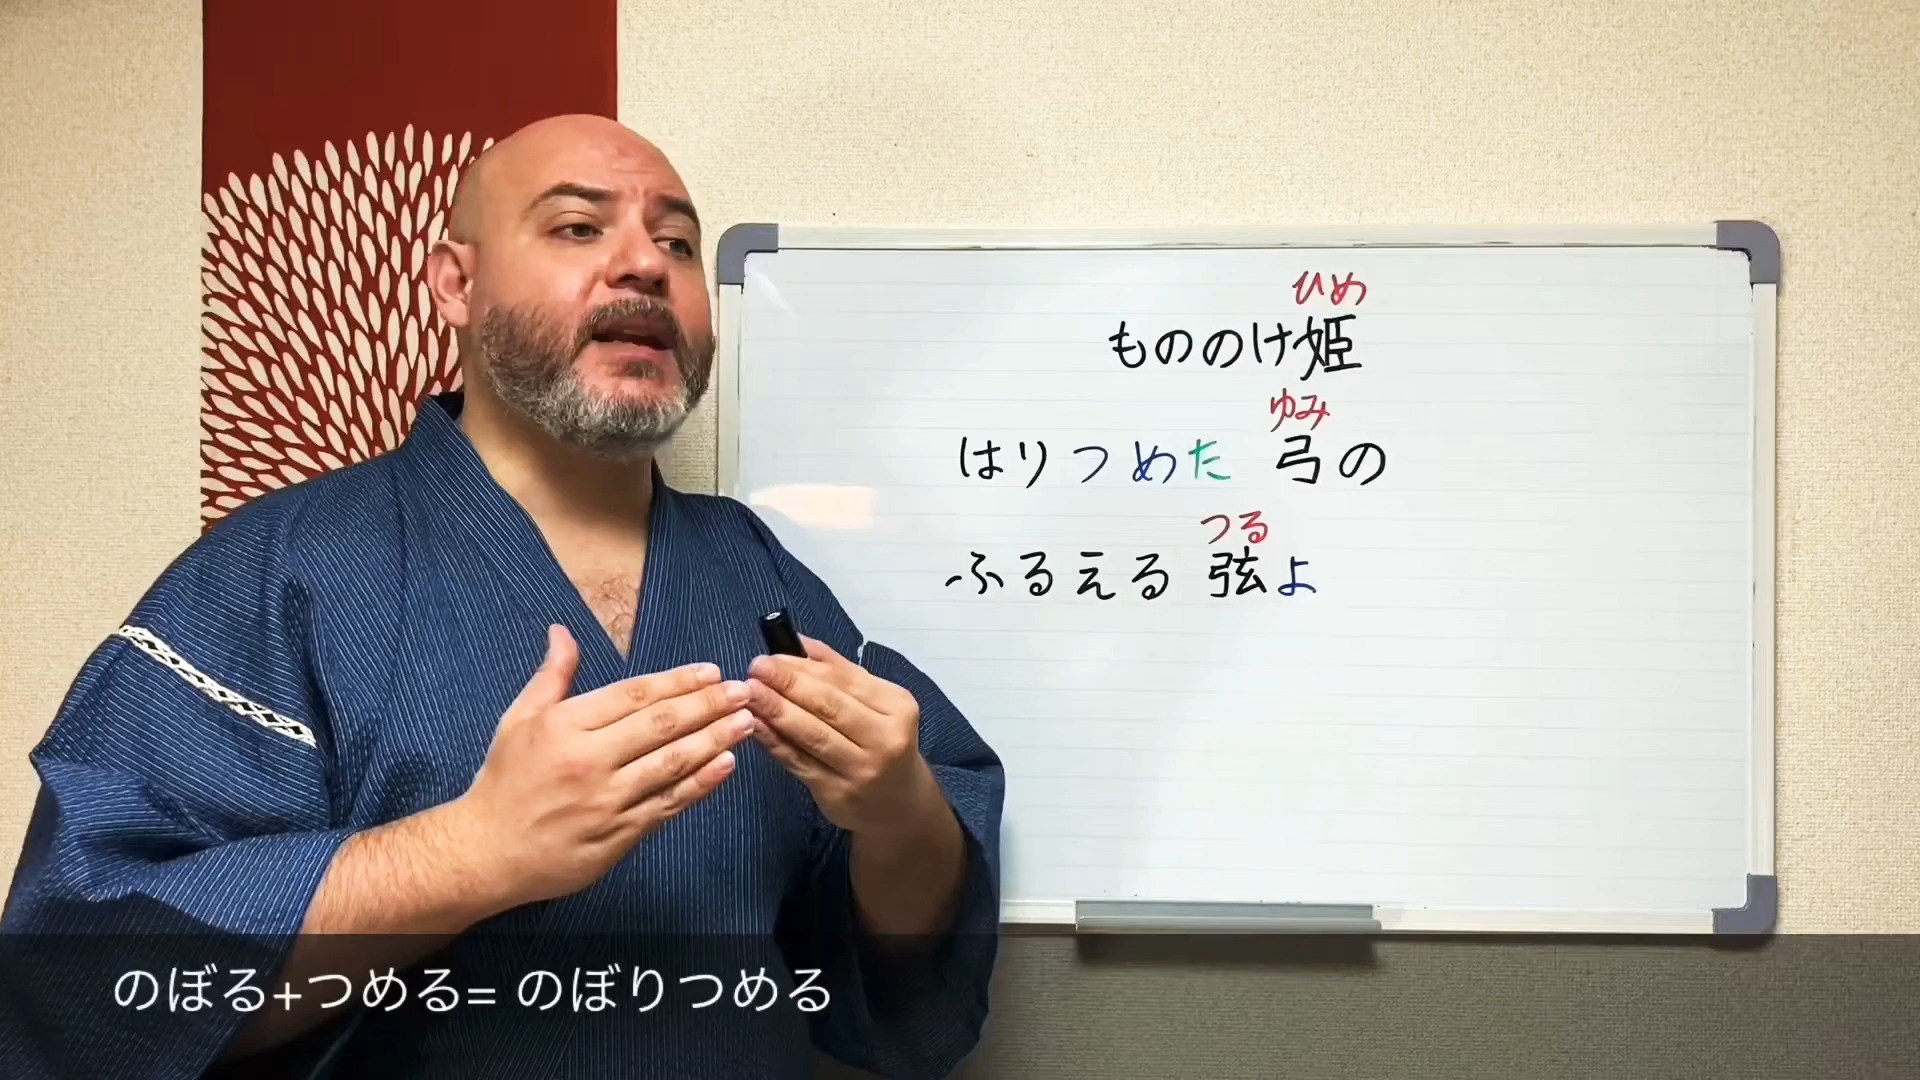 ひめ
もののけ姫
ゆみ
はりつめた 弓の
つる
ふるえる 弦よ
のぼる+つめる= のぼりつめる